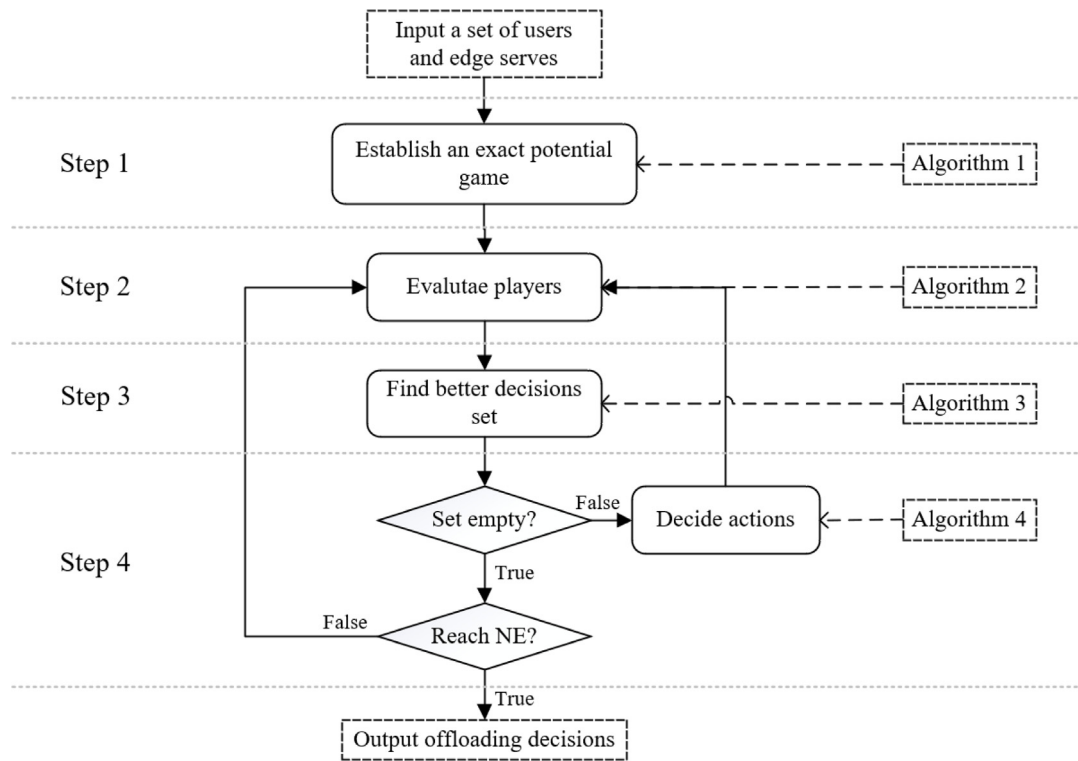 Input a set of users
and edge serves
Step 1
Establish an exact potential
game
Algorithm 1
Step 2
Evalutae players
Algorithm 2
Step 3
Find better decisions
set
Algorithm 3
Step 4
Set empty?
False
Decide actions
Algorithm 4
True
False
Reach NE?
True
Output offloading decisions